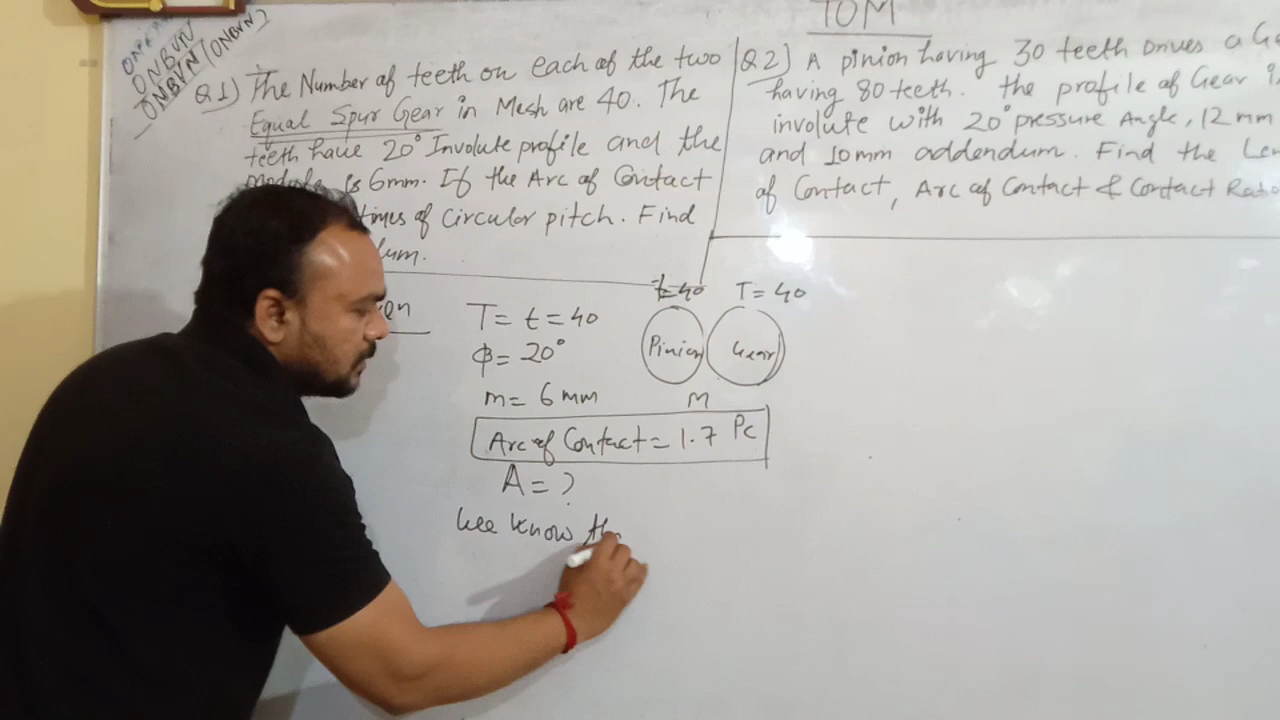 TOM
ONBVN
ONBVN (ONBVN)
Q1) The Number of teeth on each of the two
Equal Spur Gear in Mesh are 40. The
teeth have 20° Involute profile and the
is 6mm. If the Arc of Contact
times of Circular pitch. Find
Q2) A pinion having 30 teeth Drives a
having 80 teeth. the profile of Gear
involute with 20° pressure Angle, 12 mm
and 10mm addendum. Find the
of Contact, Arc of Contact & Contact
T = t = 40
ϕ = 20°
m = 6 mm
Arc of Contact = 1.7 Pc
A = ?
wee know
t=40 T=40
Pinion Gear
M